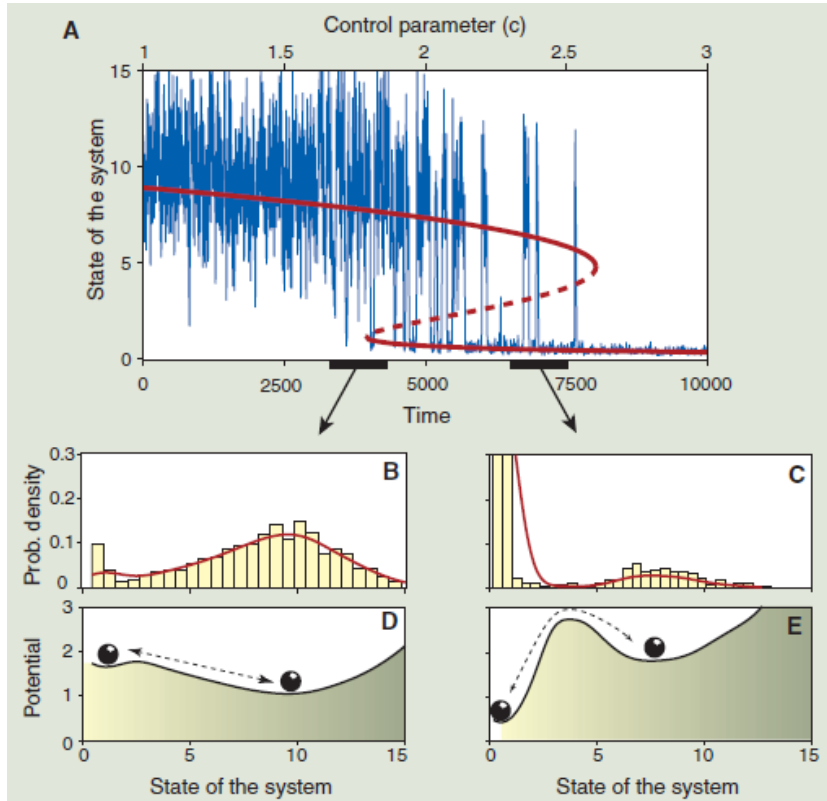 Control parameter (c)
A
1 1.5 2 2.5 3
15
10
5
0
State of the system
0 2500 5000 7500 10000
Time
0.3
0.2
0.1
0
Prob. density
B
C
3
2
1
0
Potential
D
E
0 5 10 15
0 5 10 15
State of the system
State of the system